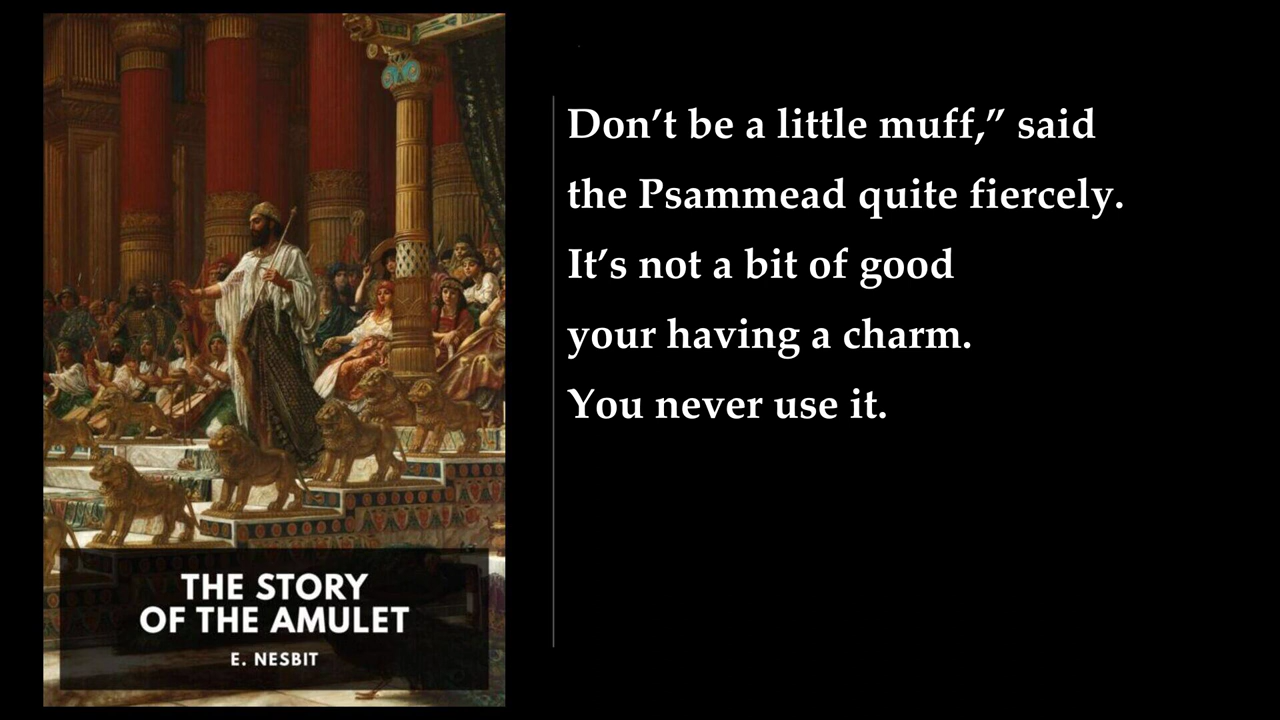 Don’t be a little muff,” said
the Psammead quite fiercely.
It’s not a bit of good
your having a charm.
You never use it.
THE STORY
OF THE AMULET
E. NESBIT